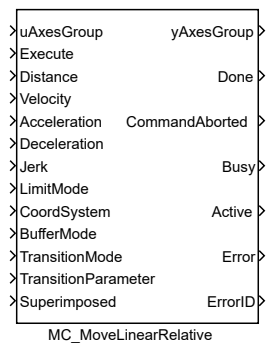 uAxesGroup yAxesGroup
Execute
Distance Done
Velocity
Acceleration CommandAborted
Deceleration
Jerk Busy
LimitMode
CoordSystem Active
BufferMode
TransitionMode Error
TransitionParameter
Superimposed ErrorID
MC_MoveLinearRelative